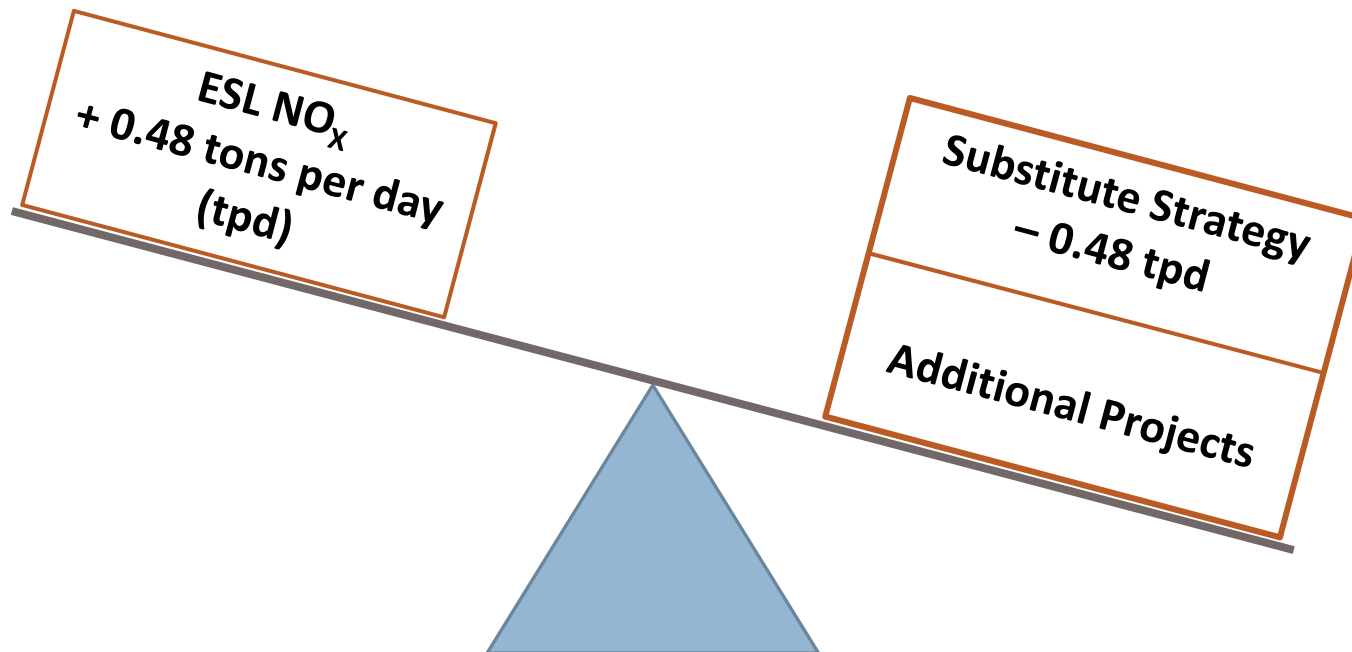 ESL NOX
+ 0.48 tons per day
(tpd)
Substitute Strategy
– 0.48 tpd
Additional Projects